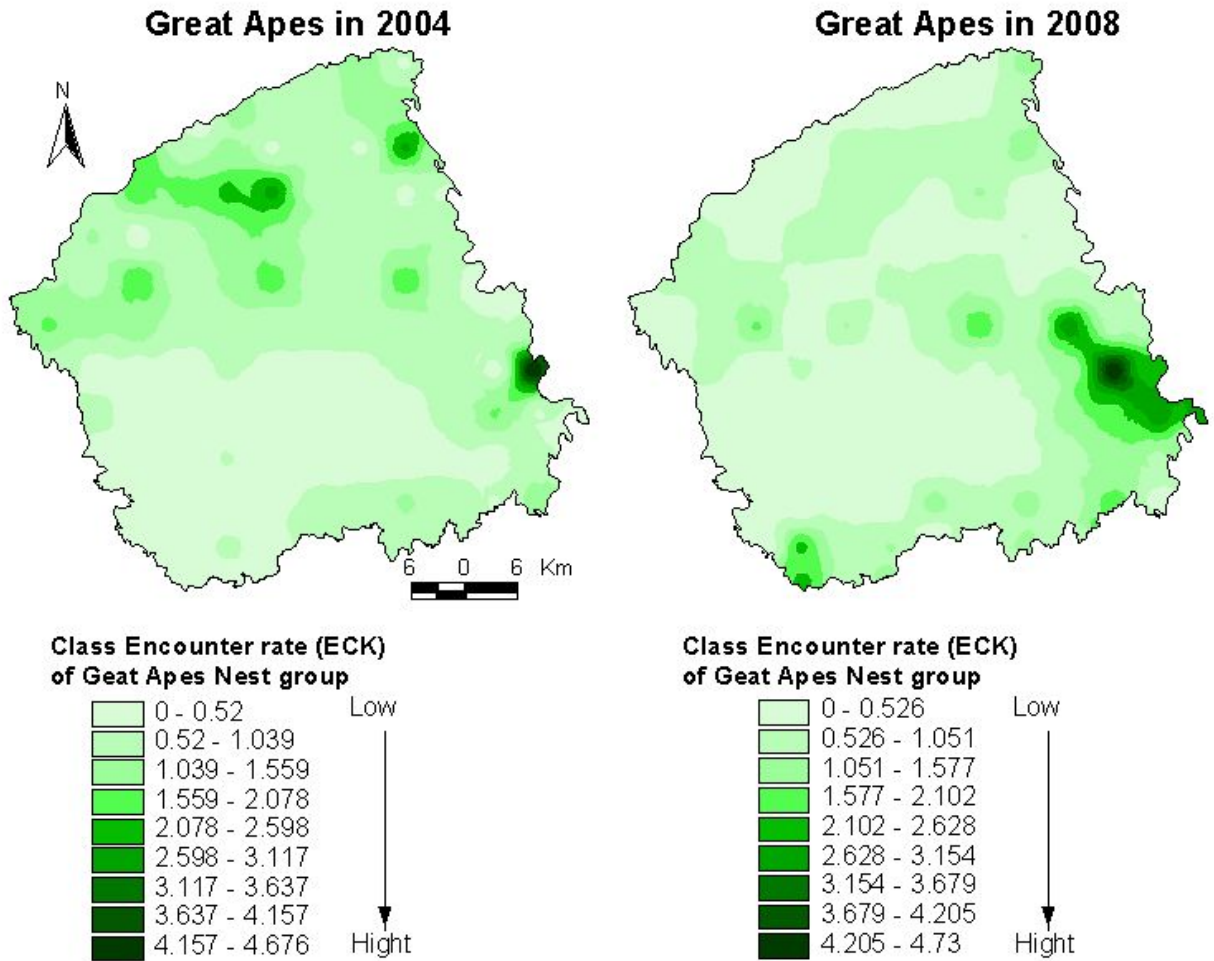 Great Apes in 2004
Great Apes in 2008
N
6 0 6 Km
Class Encounter rate (ECK)
of Geat Apes Nest group
0 - 0.52
0.52 - 1.039
1.039 - 1.559
1.559 - 2.078
2.078 - 2.598
2.598 - 3.117
3.117 - 3.637
3.637 - 4.157
4.157 - 4.676
Low
Hight
Class Encounter rate (ECK)
of Geat Apes Nest group
0 - 0.526
0.526 - 1.051
1.051 - 1.577
1.577 - 2.102
2.102 - 2.628
2.628 - 3.154
3.154 - 3.679
3.679 - 4.205
4.205 - 4.73
Low
Hight